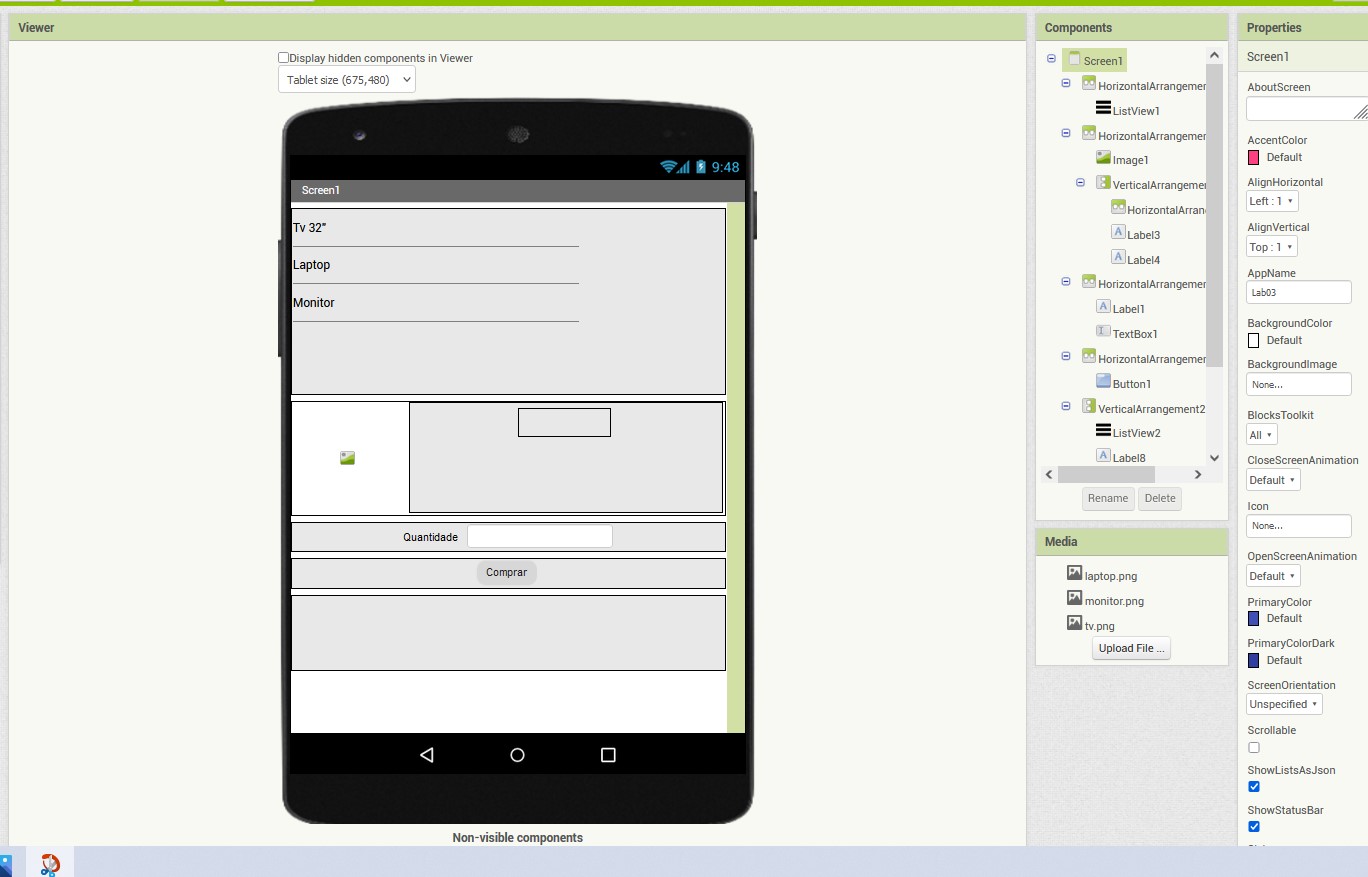 Viewer
Display hidden components in Viewer
Tablet size (675,480)
9:48
Screen1
Tv 32"
Laptop
Monitor
Quantidade
Comprar
Non-visible components
Components
Screen1
HorizontalArrangemer
ListView1
HorizontalArrangemer
Image1
VerticalArrangemer
HorizontalArran
Label3
Label4
HorizontalArrangemer
Label1
TextBox1
HorizontalArrangemer
Button1
VerticalArrangement2
ListView2
Label8
Rename Delete
Media
laptop.png
monitor.png
tv.png
Upload File ...
Properties
Screen1
AboutScreen
AccentColor
Default
AlignHorizontal
Left : 1
AlignVertical
Top : 1
AppName
Lab03
BackgroundColor
Default
BackgroundImage
None...
BlocksToolkit
All
CloseScreenAnimation
Default
Icon
None...
OpenScreenAnimation
Default
PrimaryColor
Default
PrimaryColorDark
Default
ScreenOrientation
Unspecified
Scrollable
ShowListsAsJson
ShowStatusBar